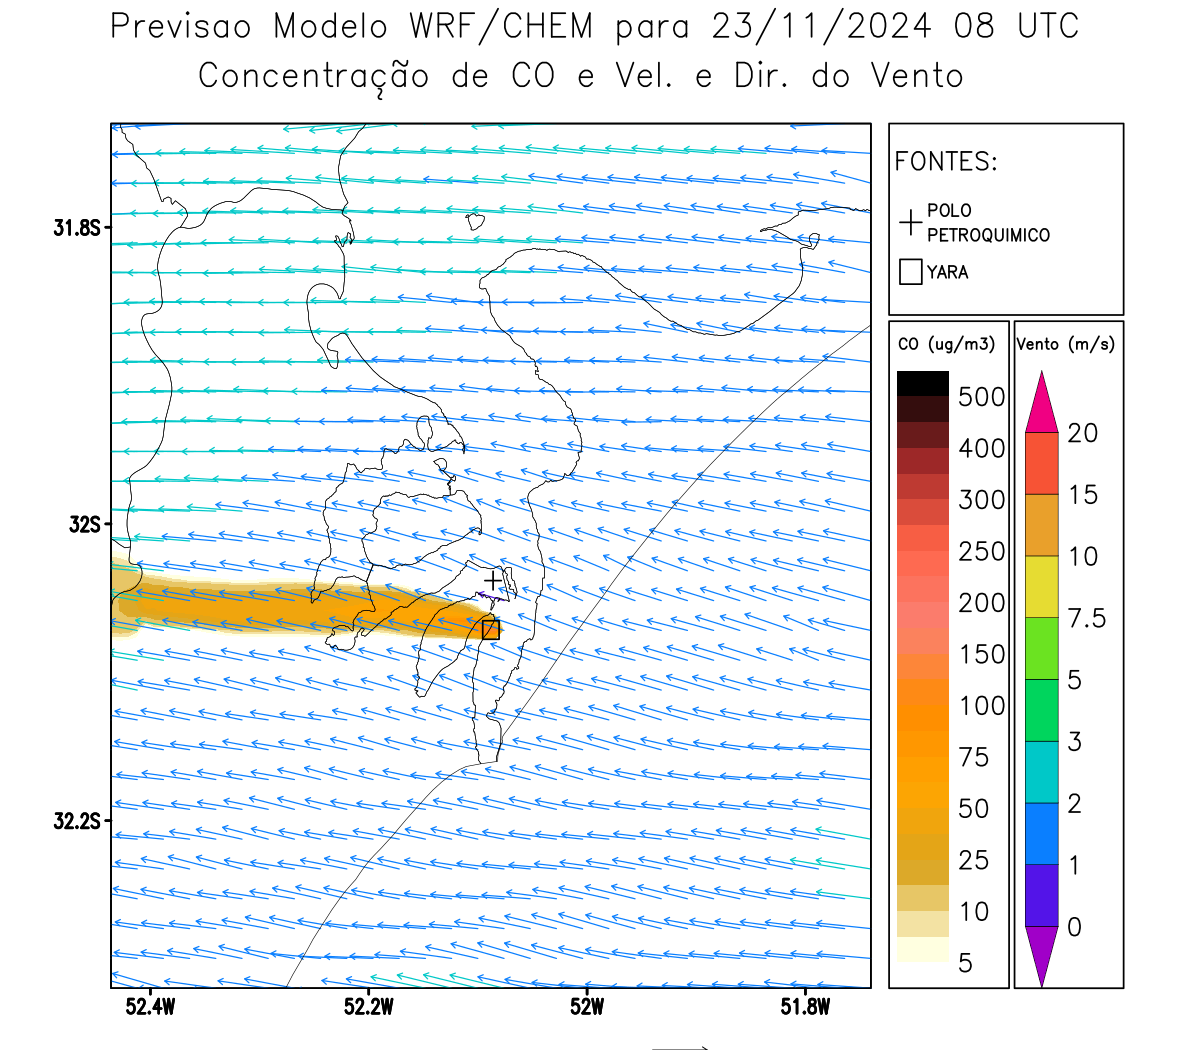 Previsao Modelo WRF/CHEM para 23/11/2024 08 UTC
Concentração de CO e Vel. e Dir. do Vento
FONTES:
POLO
PETROQUIMICO
YARA
31.8S
32S
32.2S
52.4W
52.2W
52W
51.8W
CO (ug/m3)
500
400
300
250
200
150
100
75
50
25
10
5
Vento (m/s)
20
15
10
7.5
5
3
2
1
0